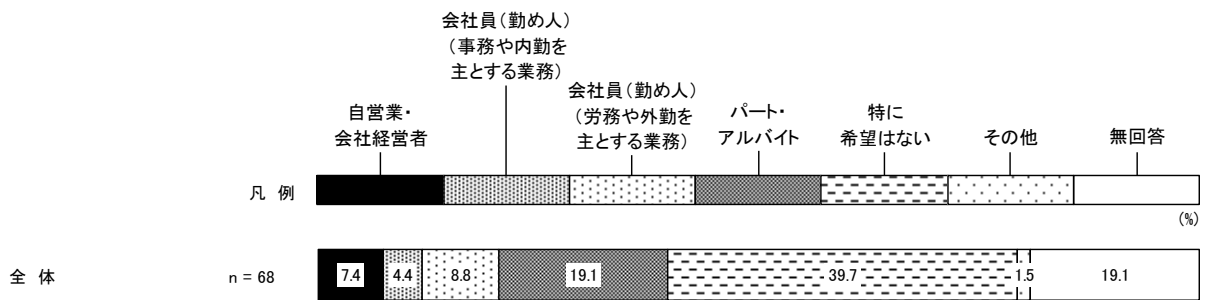 会社員（勤め人）
（事務や内勤を
主とする業務）
会社員（勤め人）
（労務や外勤を
主とする業務）
自営業・
会社経営者
パート・
アルバイト
特に
希望はない
その他
無回答
凡 例
(%)
全 体
n = 68
7.4
4.4
8.8
19.1
39.7
1.5
19.1